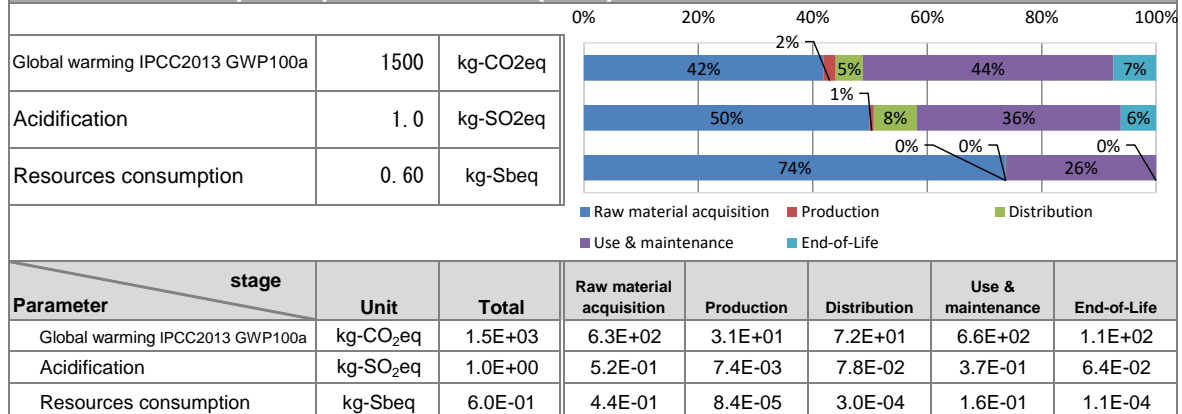 0% 20% 40% 60% 80% 100%
2%
Global warming IPCC2013 GWP100a 1500 kg-CO2eq 42% 5% 44% 7%
1%
Acidification 1.0 kg-SO2eq 50% 8% 36% 6%
0% 0% 0%
Resources consumption 0.60 kg-Sbeq 74% 26%
Raw material acquisition Production Distribution
Use & maintenance End-of-Life
stage
Parameter Unit Total Raw material acquisition Production Distribution Use & maintenance End-of-Life
Global warming IPCC2013 GWP100a kg-CO₂eq 1.5E+03 6.3E+02 3.1E+01 7.2E+01 6.6E+02 1.1E+02
Acidification kg-SO₂eq 1.0E+00 5.2E-01 7.4E-03 7.8E-02 3.7E-01 6.4E-02
Resources consumption kg-Sbeq 6.0E-01 4.4E-01 8.4E-05 3.0E-04 1.6E-01 1.1E-04